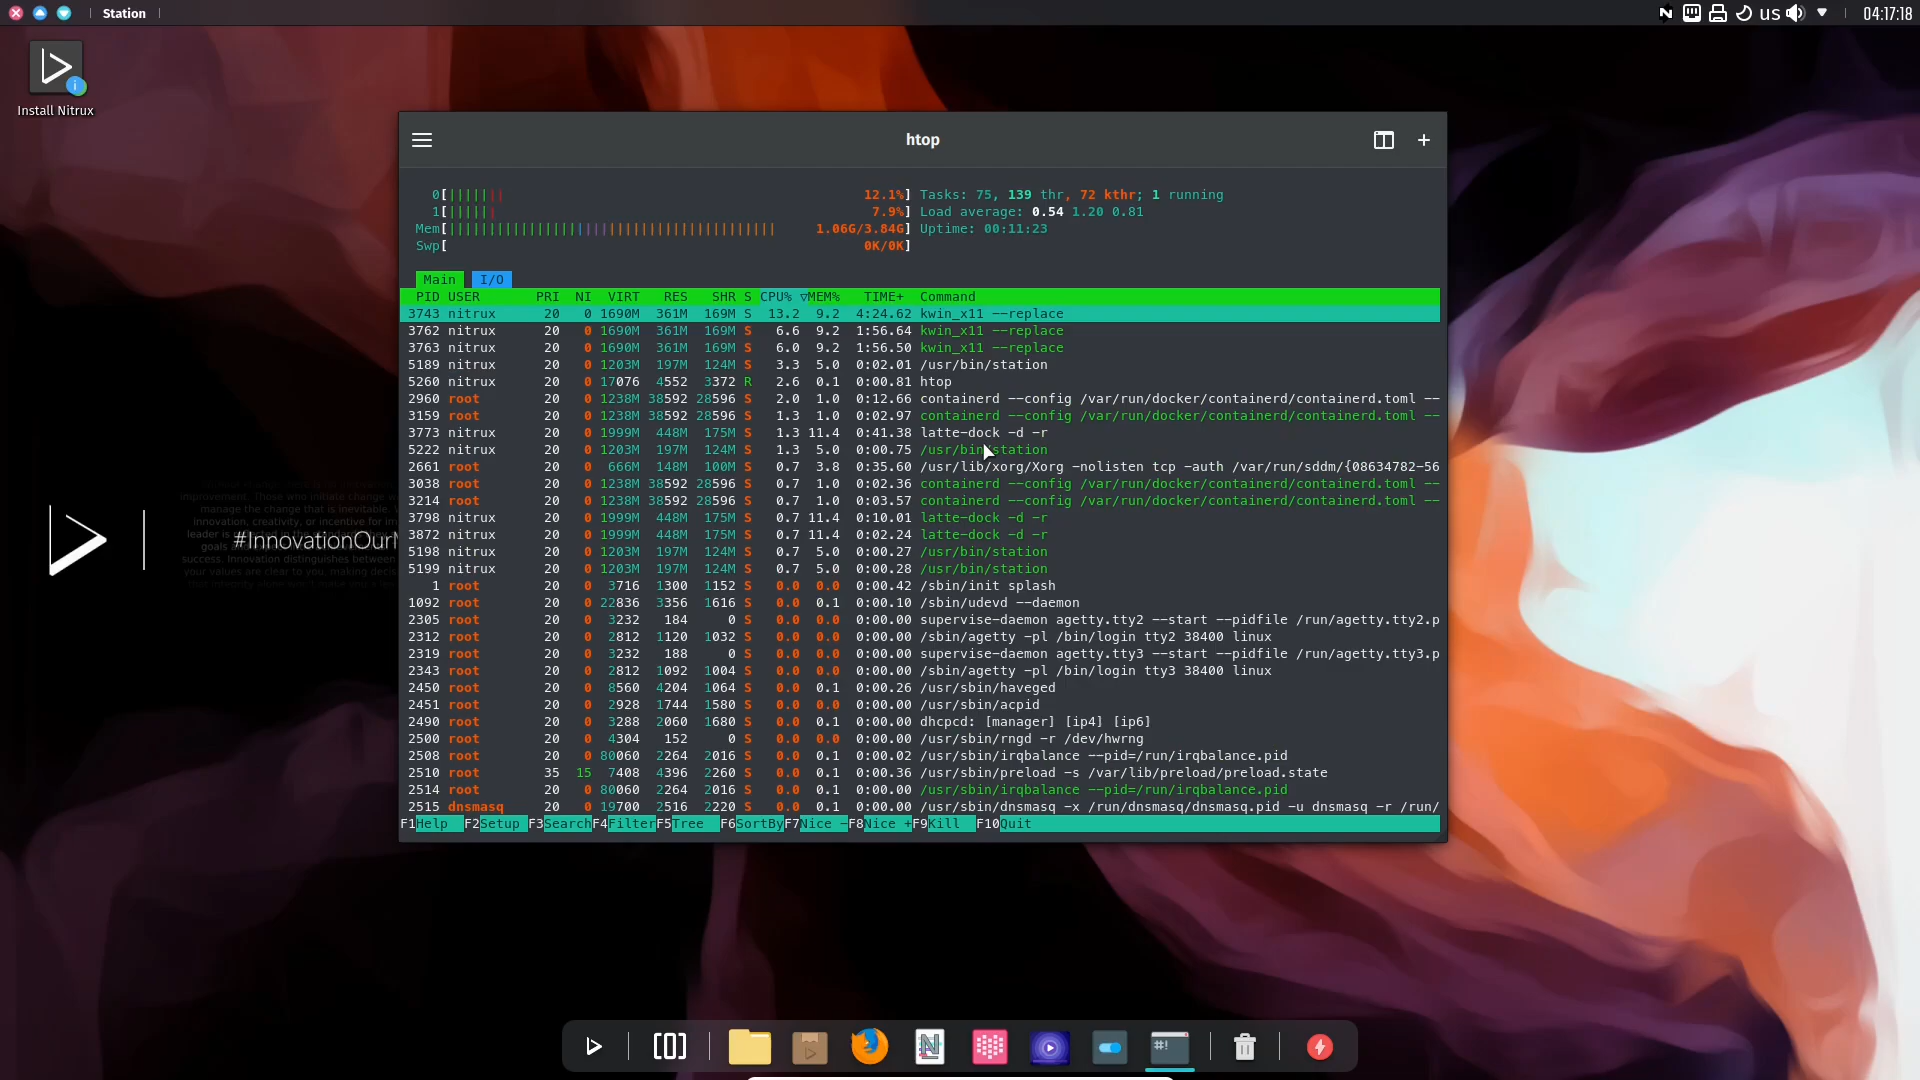 Station
us
04:17:18
Install Nitrux
htop
0[||||||| 12.1%] Tasks: 75, 139 thr, 72 kthr; 1 running
1[|||||| 7.9%] Load average: 0.54 1.20 0.81
Mem[||||||||||||||||||||||||||||||||||||||||| 1.06G/3.84G] Uptime: 00:11:23
Swp[ 0K/0K]
Main I/O
PID USER PRI NI VIRT RES SHR S CPU% ▽MEM% TIME+ Command
3743 nitrux 20 0 1690M 361M 169M S 13.2 9.2 4:24.62 kwin_x11 --replace
3762 nitrux 20 0 1690M 361M 169M S 6.6 9.2 1:56.64 kwin_x11 --replace
3763 nitrux 20 0 1690M 361M 169M S 6.0 9.2 1:56.50 kwin_x11 --replace
5189 nitrux 20 0 1203M 197M 124M S 3.3 5.0 0:02.01 /usr/bin/station
5260 nitrux 20 0 17076 4552 3372 R 2.6 0.1 0:00.81 htop
2960 root 20 0 1238M 38592 28596 S 2.0 1.0 0:12.66 containerd --config /var/run/docker/containerd/containerd.toml --
3159 root 20 0 1238M 38592 28596 S 1.3 1.0 0:02.97 containerd --config /var/run/docker/containerd/containerd.toml --
3773 nitrux 20 0 1999M 448M 175M S 1.3 11.4 0:41.38 latte-dock -d -r
5222 nitrux 20 0 1203M 197M 124M S 1.3 5.0 0:00.75 /usr/bin/station
2661 root 20 0 666M 148M 100M S 0.7 3.8 0:35.60 /usr/lib/xorg/Xorg -nolisten tcp -auth /var/run/sddm/{08634782-56
3038 root 20 0 1238M 38592 28596 S 0.7 1.0 0:02.36 containerd --config /var/run/docker/containerd/containerd.toml --
3214 root 20 0 1238M 38592 28596 S 0.7 1.0 0:03.57 containerd --config /var/run/docker/containerd/containerd.toml --
3798 nitrux 20 0 1999M 448M 175M S 0.7 11.4 0:10.01 latte-dock -d -r
3872 nitrux 20 0 1999M 448M 175M S 0.7 11.4 0:02.24 latte-dock -d -r
5198 nitrux 20 0 1203M 197M 124M S 0.7 5.0 0:00.27 /usr/bin/station
5199 nitrux 20 0 1203M 197M 124M S 0.7 5.0 0:00.28 /usr/bin/station
1 root 20 0 3716 1300 1152 S 0.0 0.0 0:00.42 /sbin/init splash
1092 root 20 0 22836 3356 1616 S 0.0 0.1 0:00.10 /sbin/udevd --daemon
2305 root 20 0 3232 184 0 S 0.0 0.0 0:00.00 supervise-daemon agetty.tty2 --start --pidfile /run/agetty.tty2.p
2312 root 20 0 2812 1120 1032 S 0.0 0.0 0:00.00 /sbin/agetty -pl /bin/login tty2 38400 linux
2319 root 20 0 3232 188 0 S 0.0 0.0 0:00.00 supervise-daemon agetty.tty3 --start --pidfile /run/agetty.tty3.p
2343 root 20 0 2812 1092 1004 S 0.0 0.0 0:00.00 /sbin/agetty -pl /bin/login tty3 38400 linux
2450 root 20 0 8560 4204 1064 S 0.0 0.1 0:00.26 /usr/sbin/haveged
2451 root 20 0 2928 1744 1580 S 0.0 0.0 0:00.00 /usr/sbin/acpid
2490 root 20 0 3288 2060 1680 S 0.0 0.1 0:00.00 dhcpcd: [manager] [ip4] [ip6]
2500 root 20 0 4304 152 0 S 0.0 0.0 0:00.00 /usr/sbin/rngd -r /dev/hwrng
2508 root 20 0 80060 2264 2016 S 0.0 0.1 0:00.02 /usr/sbin/irqbalance --pid=/run/irqbalance.pid
2510 root 35 15 7408 4396 2260 S 0.0 0.1 0:00.36 /usr/sbin/preload -s /var/lib/preload/preload.state
2514 root 20 0 80060 2264 2016 S 0.0 0.1 0:00.00 /usr/sbin/irqbalance --pid=/run/irqbalance.pid
2515 dnsmasq 20 0 19700 2516 2220 S 0.0 0.1 0:00.00 /usr/sbin/dnsmasq -x /run/dnsmasq/dnsmasq.pid -u dnsmasq -r /run/
F1Help F2Setup F3SearchF4FilterF5Tree F6SortByF7Nice -F8Nice +F9Kill F10Quit
improvement. Those who initiate change w
manage the change that is inevitable.
innovation, creativity, or incentive for im
#InnovationOurM
success. Innovation distinguishes between
your values are clear to you, making decis
#!